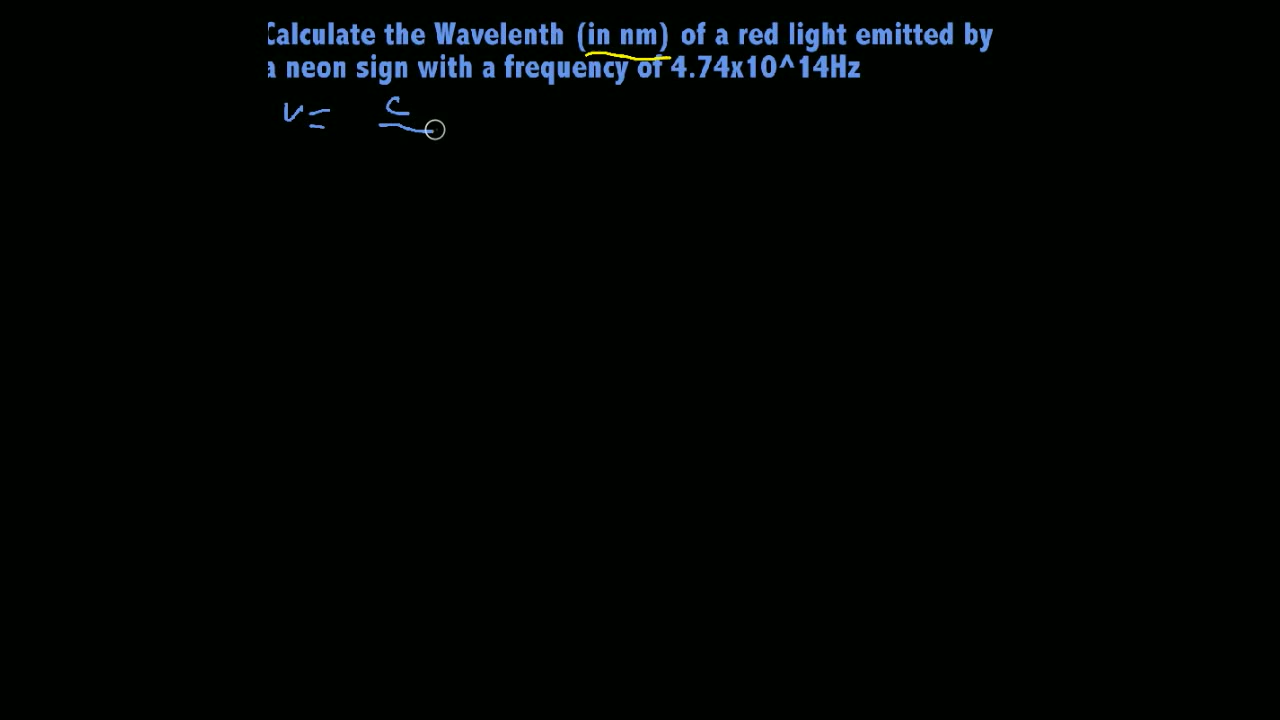 Calculate the Wavelenth (in nm) of a red light emitted by
a neon sign with a frequency of 4.74x10^14Hz
ν = c